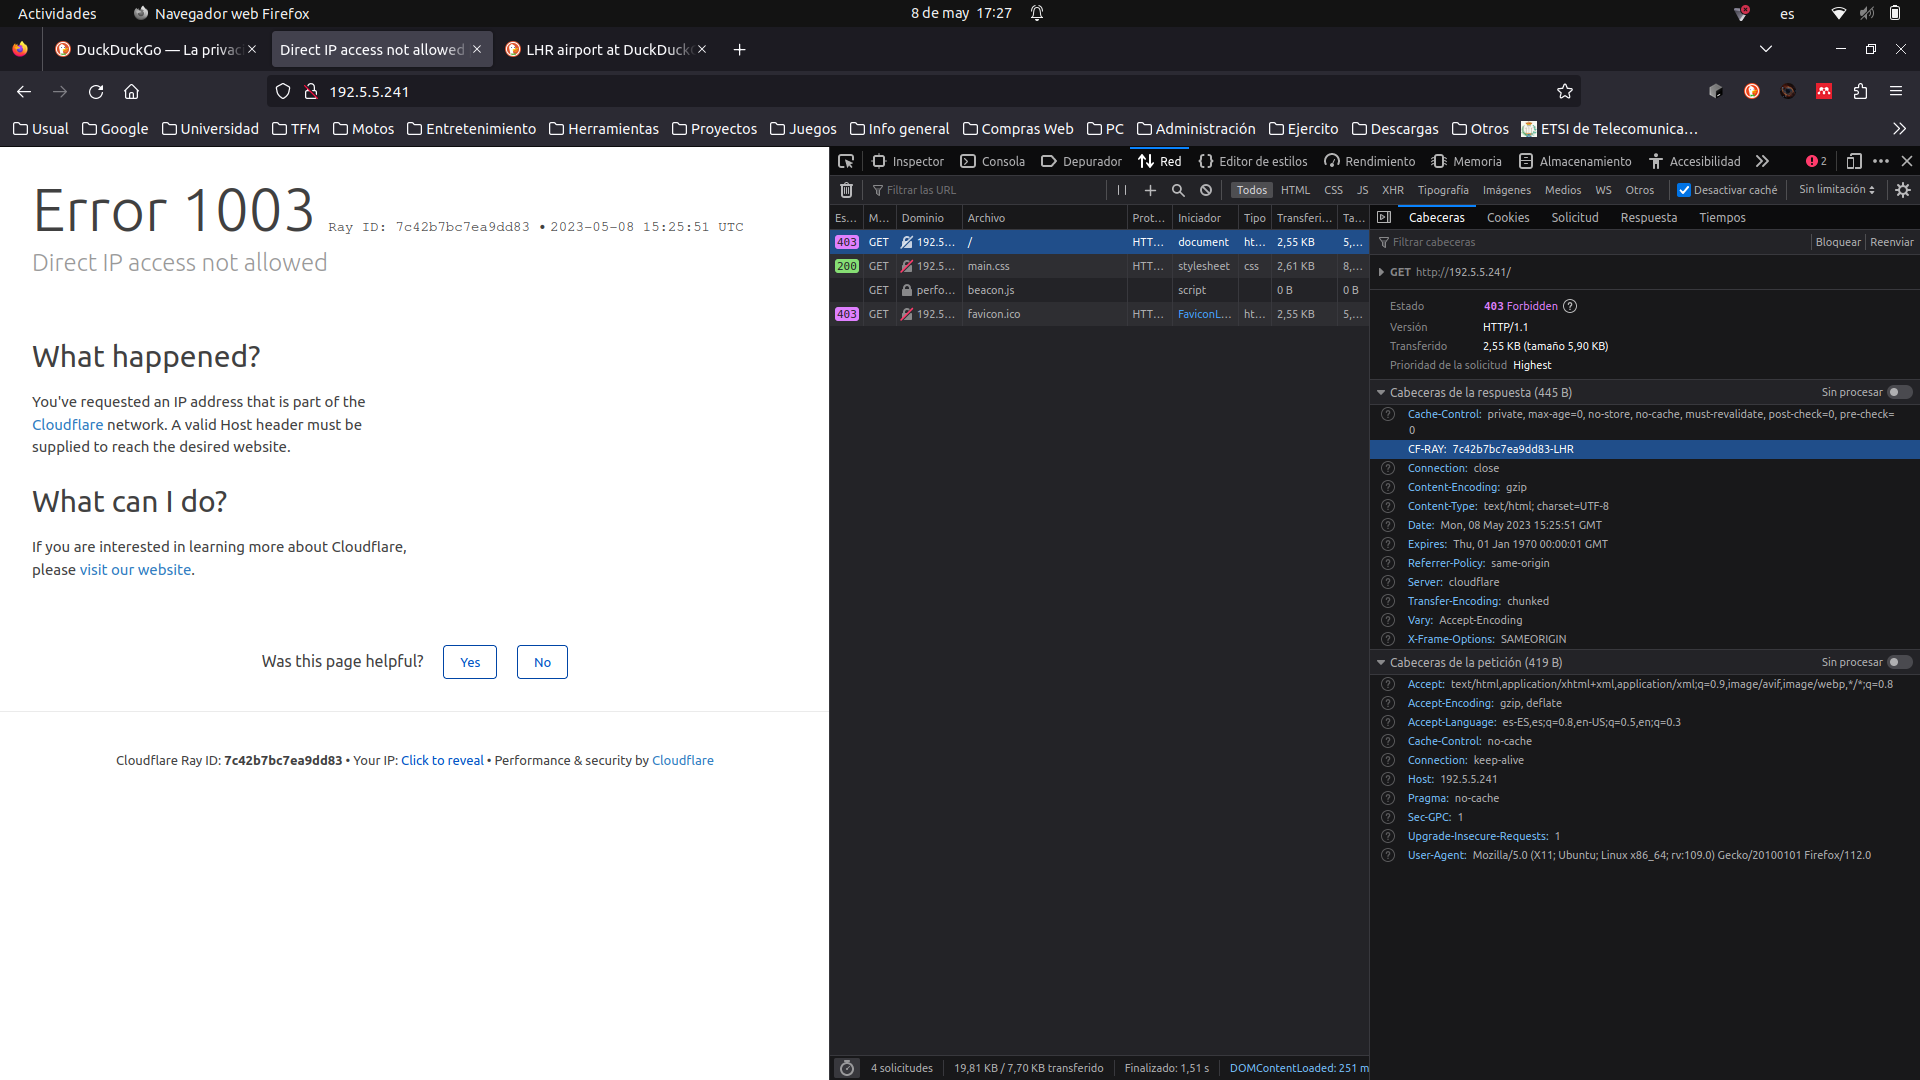 Actividades
Navegador web Firefox
8 de may 17:27
es
DuckDuckGo — La privac
Direct IP access not allowed
LHR airport at DuckDuck
192.5.5.241
Usual
Google
Universidad
TFM
Motos
Entretenimiento
Herramientas
Proyectos
Juegos
Info general
Compras Web
PC
Administración
Ejercito
Descargas
Otros
ETSI de Telecomunica…
Error 1003 Ray ID: 7c42b7bc7ea9dd83 • 2023-05-08 15:25:51 UTC
Direct IP access not allowed
What happened?
You've requested an IP address that is part of the
Cloudflare network. A valid Host header must be
supplied to reach the desired website.
What can I do?
If you are interested in learning more about Cloudflare,
please visit our website.
Was this page helpful? Yes No
Cloudflare Ray ID: 7c42b7bc7ea9dd83 • Your IP: Click to reveal • Performance & security by Cloudflare
Inspector
Consola
Depurador
Red
Editor de estilos
Rendimiento
Memoria
Almacenamiento
Accesibilidad
2
Filtrar las URL
Todos HTML CSS JS XHR Tipografía Imágenes Medios WS Otros
Desactivar caché
Sin limitación
Es… M… Dominio Archivo Prot… Iniciador Tipo Transferi… Ta…
403 GET 192.5… / HTT… document ht… 2,55 KB 5,…
200 GET 192.5… main.css HTT… stylesheet css 2,61 KB 8,…
GET perfo… beacon.js script 0 B 0 B
403 GET 192.5… favicon.ico HTT… FaviconL… ht… 2,55 KB 5,…
4 solicitudes 19,81 KB / 7,70 KB transferido Finalizado: 1,51 s DOMContentLoaded: 251 m
Cabeceras Cookies Solicitud Respuesta Tiempos
Filtrar cabeceras
Bloquear Reenviar
GET http://192.5.5.241/
Estado 403 Forbidden
Versión HTTP/1.1
Transferido 2,55 KB (tamaño 5,90 KB)
Prioridad de la solicitud Highest
Cabeceras de la respuesta (445 B) Sin procesar
Cache-Control: private, max-age=0, no-store, no-cache, must-revalidate, post-check=0, pre-check=
0
CF-RAY: 7c42b7bc7ea9dd83-LHR
Connection: close
Content-Encoding: gzip
Content-Type: text/html; charset=UTF-8
Date: Mon, 08 May 2023 15:25:51 GMT
Expires: Thu, 01 Jan 1970 00:00:01 GMT
Referrer-Policy: same-origin
Server: cloudflare
Transfer-Encoding: chunked
Vary: Accept-Encoding
X-Frame-Options: SAMEORIGIN
Cabeceras de la petición (419 B) Sin procesar
Accept: text/html,application/xhtml+xml,application/xml;q=0.9,image/avif,image/webp,*/*;q=0.8
Accept-Encoding: gzip, deflate
Accept-Language: es-ES,es;q=0.8,en-US;q=0.5,en;q=0.3
Cache-Control: no-cache
Connection: keep-alive
Host: 192.5.5.241
Pragma: no-cache
Sec-GPC: 1
Upgrade-Insecure-Requests: 1
User-Agent: Mozilla/5.0 (X11; Ubuntu; Linux x86_64; rv:109.0) Gecko/20100101 Firefox/112.0